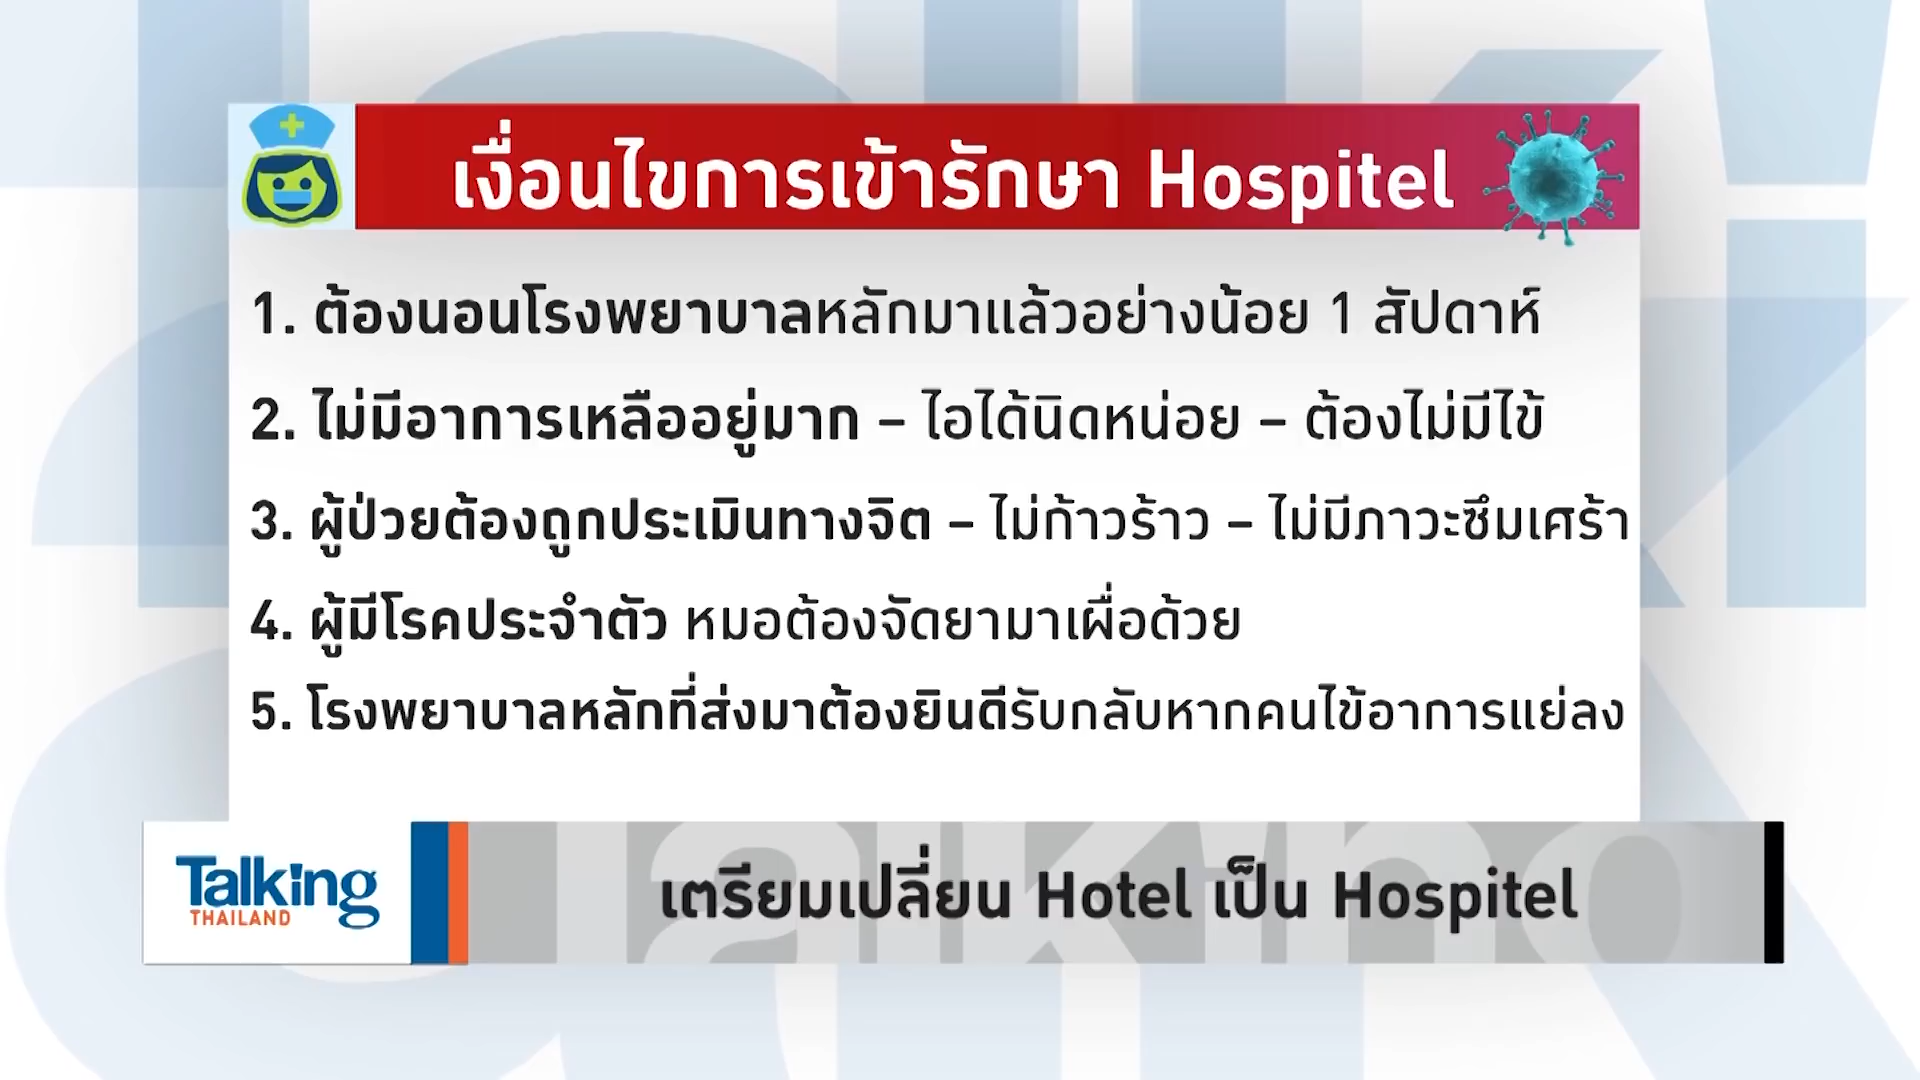 เงื่อนไขการเข้ารักษา Hospitel
1. ต้องนอนโรงพยาบาลหลักมาแล้วอย่างน้อย 1 สัปดาห์
2. ไม่มีอาการเหลืออยู่มาก – ไอได้นิดหน่อย – ต้องไม่มีไข้
3. ผู้ป่วยต้องถูกประเมินทางจิต – ไม่ก้าวร้าว – ไม่มีภาวะซึมเศร้า
4. ผู้มีโรคประจำตัว หมอต้องจัดยามาเผื่อด้วย
5. โรงพยาบาลหลักที่ส่งมาต้องยินดีรับกลับหากคนไข้อาการแย่ลง
Talking
THAILAND
เตรียมเปลี่ยน Hotel เป็น Hospitel